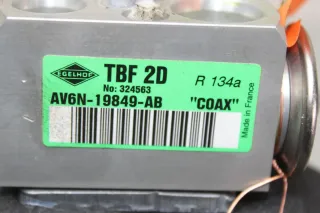 EGELHOF
TBF 2D
R 134a
No: 324563
AV6N-19849-AB "COAX"
Made in France